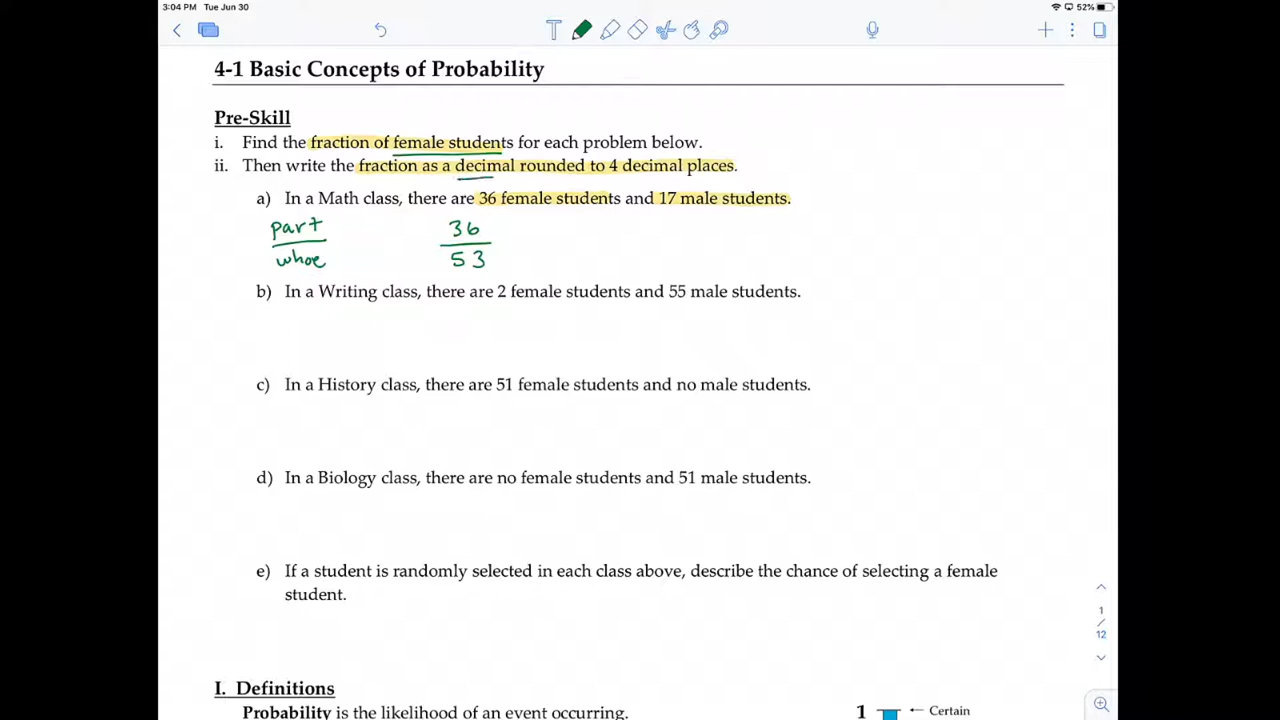 3:04 PM Tue Jun 30
52%
T
4-1 Basic Concepts of Probability
Pre-Skill
i. Find the fraction of female students for each problem below.
ii. Then write the fraction as a decimal rounded to 4 decimal places.
a) In a Math class, there are 36 female students and 17 male students.
part 36
whoe 53
b) In a Writing class, there are 2 female students and 55 male students.
c) In a History class, there are 51 female students and no male students.
d) In a Biology class, there are no female students and 51 male students.
e) If a student is randomly selected in each class above, describe the chance of selecting a female
student.
1
/
12
I. Definitions
Probability is the likelihood of an event occurring.
1 ← Certain